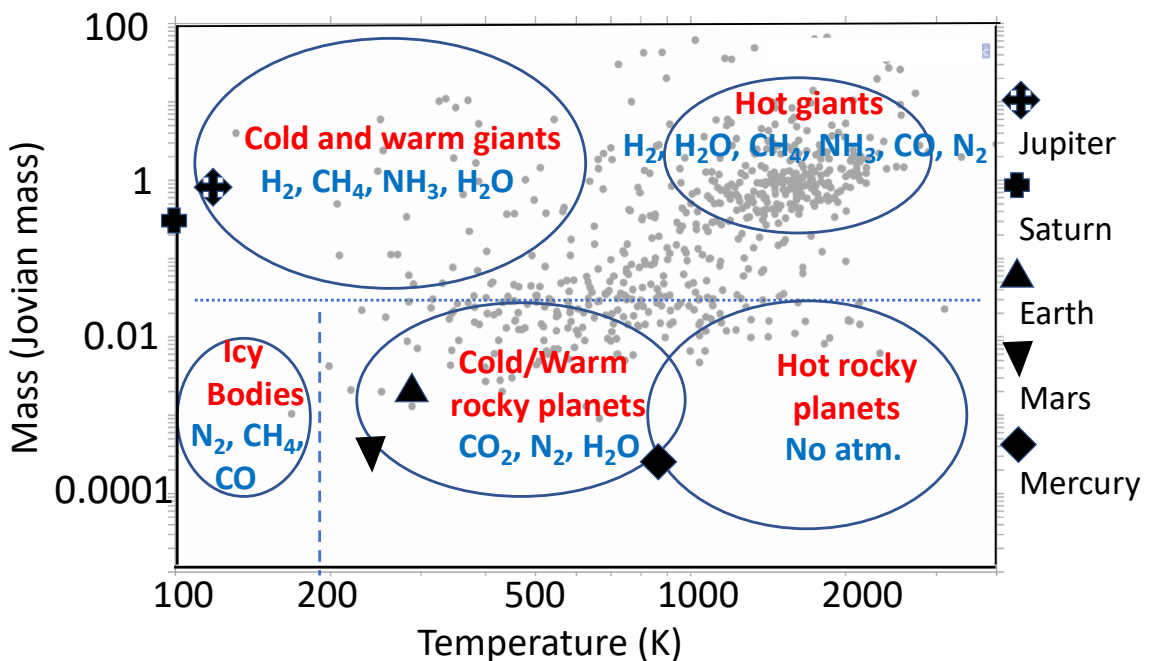 100
1
0.01
0.0001
Mass (Jovian mass)
Cold and warm giants
H₂, CH₄, NH₃, H₂O
Hot giants
H₂, H₂O, CH₄, NH₃, CO, N₂
c
Icy
Bodies
N₂, CH₄,
CO
Cold/Warm
rocky planets
CO₂, N₂, H₂O
Hot rocky
planets
No atm.
100 200 500 1000 2000
Temperature (K)
Jupiter
Saturn
Earth
Mars
Mercury